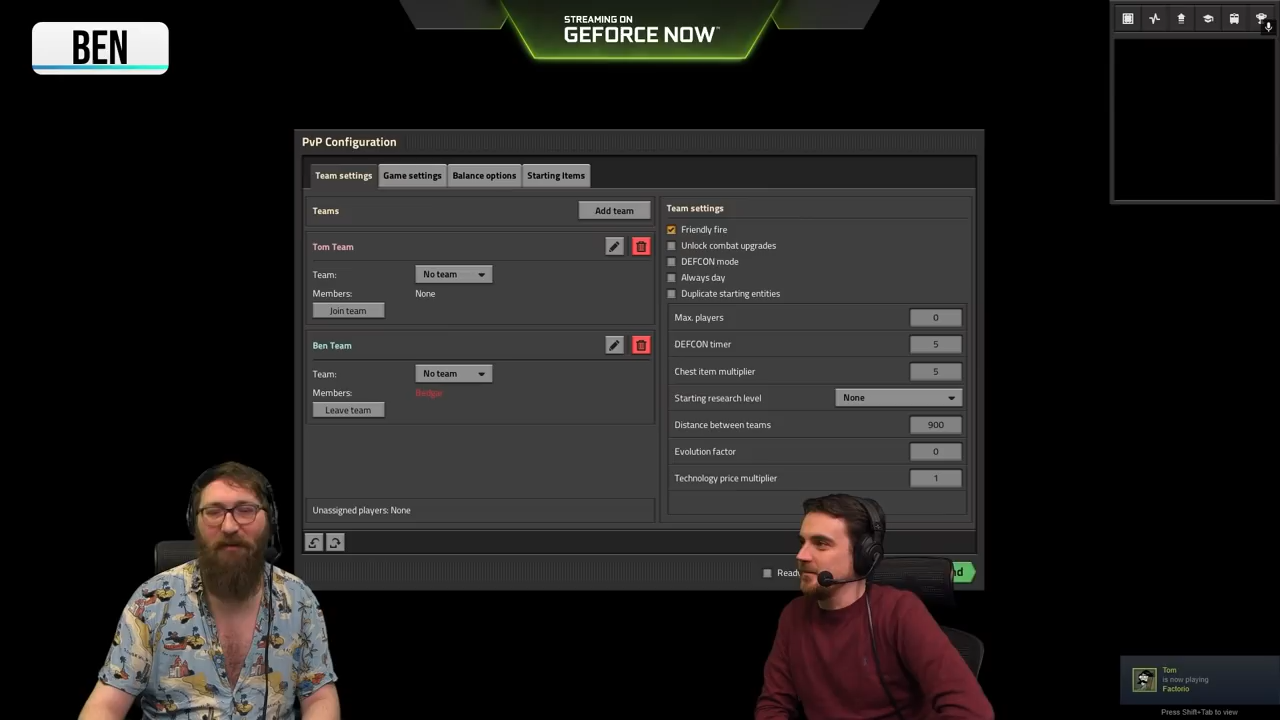 BEN
STREAMING ON
GEFORCE NOW
PvP Configuration
Team settings
Game settings
Balance options
Starting Items
Teams
Add team
Tom Team
Team:
No team
Members:
None
Join team
Ben Team
Team:
No team
Members:
Leave team
Unassigned players: None
Team settings
Friendly fire
Unlock combat upgrades
DEFCON mode
Always day
Duplicate starting entities
Max. players
0
DEFCON timer
5
Chest item multiplier
5
Starting research level
None
Distance between teams
900
Evolution factor
0
Technology price multiplier
1
Tom
is now playing
Factorio
Press Shift+Tab to view